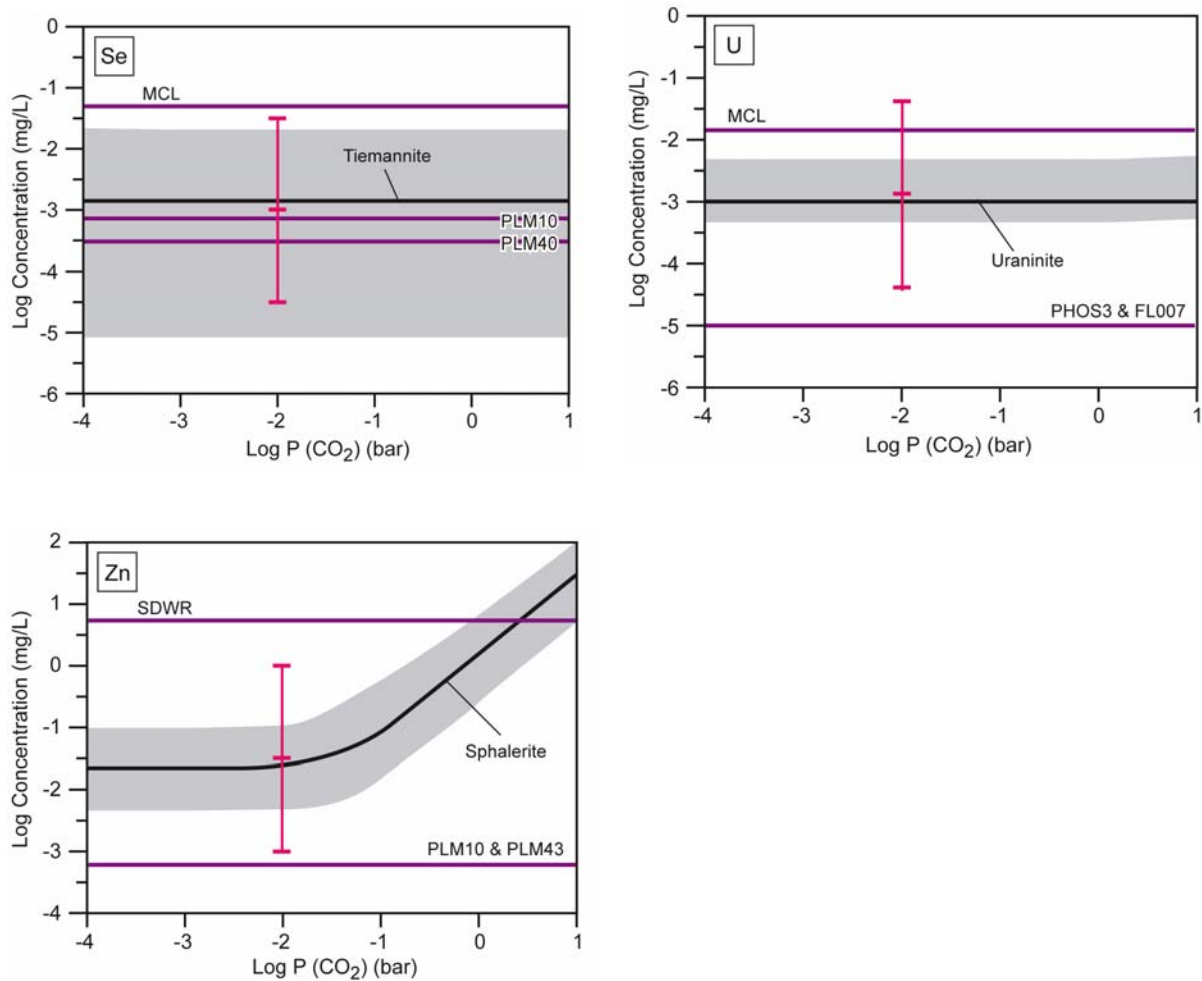 Se
0
-1
-2
-3
-4
-5
-6
Log Concentration (mg/L)
MCL
Tiemannite
PLM10
PLM40
-4 -3 -2 -1 0 1
Log P (CO₂) (bar)
U
0
-1
-2
-3
-4
-5
-6
Log Concentration (mg/L)
MCL
Uraninite
PHOS3 & FL007
-4 -3 -2 -1 0 1
Log P (CO₂) (bar)
Zn
2
1
0
-1
-2
-3
-4
Log Concentration (mg/L)
SDWR
Sphalerite
PLM10 & PLM43
-4 -3 -2 -1 0 1
Log P (CO₂) (bar)